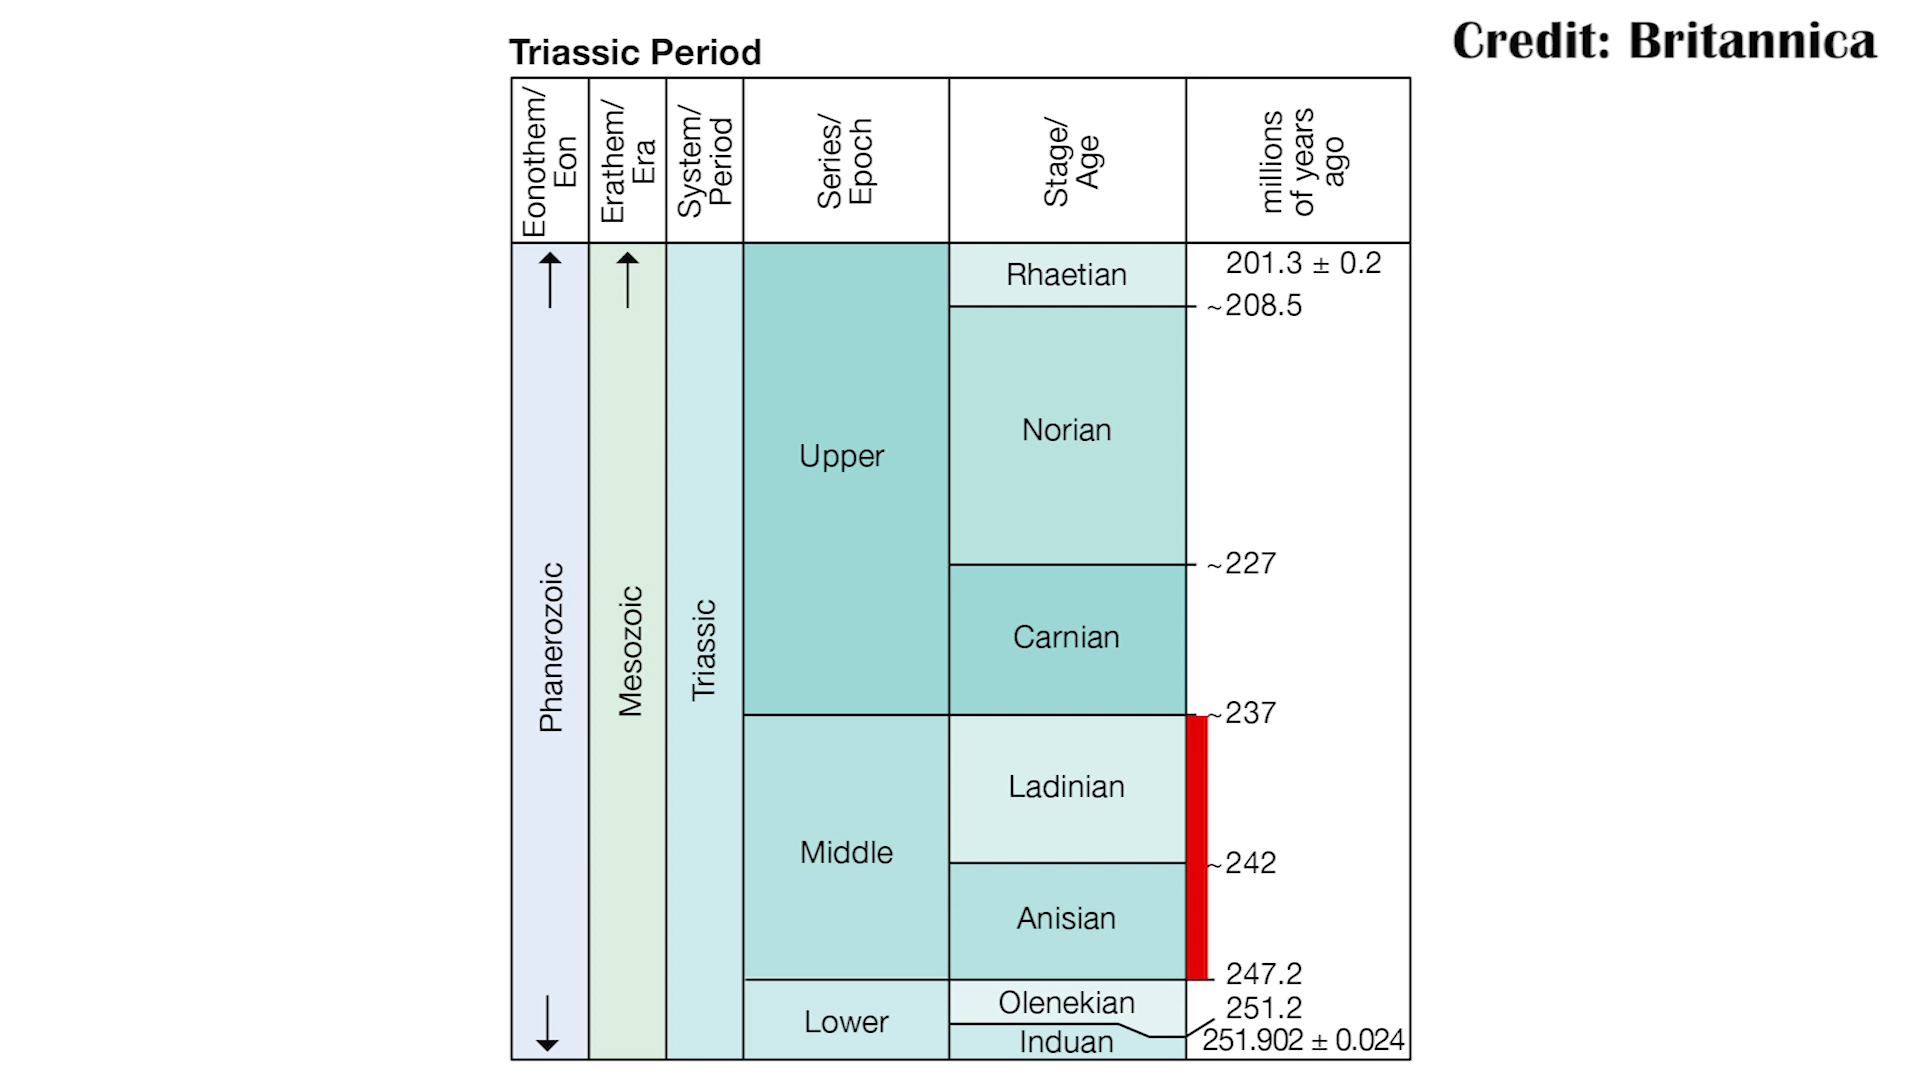 Credit: Britannica
Triassic Period
Eonothem/
Eon
Erathem/
Era
System/
Period
Series/
Epoch
Stage/
Age
millions
of years
ago
Phanerozoic
Mesozoic
Triassic
Upper
Rhaetian
201.3 ± 0.2
~208.5
Norian
~227
Carnian
~237
Middle
Ladinian
~242
Anisian
247.2
Lower
Olenekian
251.2
Induan
251.902 ± 0.024